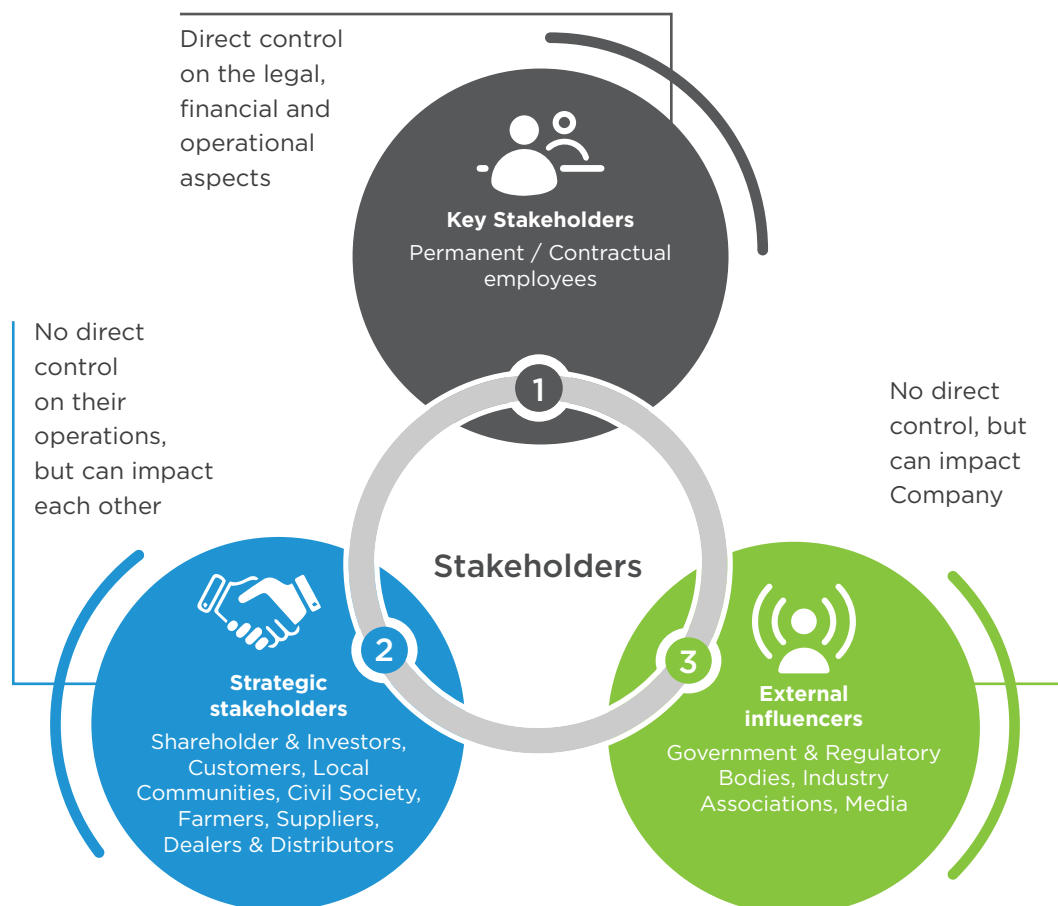 Direct control
on the legal,
financial and
operational
aspects
Key Stakeholders
Permanent / Contractual
employees
1
No direct
control
on their
operations,
but can impact
each other
No direct
control, but
can impact
Company
Stakeholders
2
Strategic
stakeholders
Shareholder & Investors,
Customers, Local
Communities, Civil Society,
Farmers, Suppliers,
Dealers & Distributors
3
External
influencers
Government & Regulatory
Bodies, Industry
Associations, Media